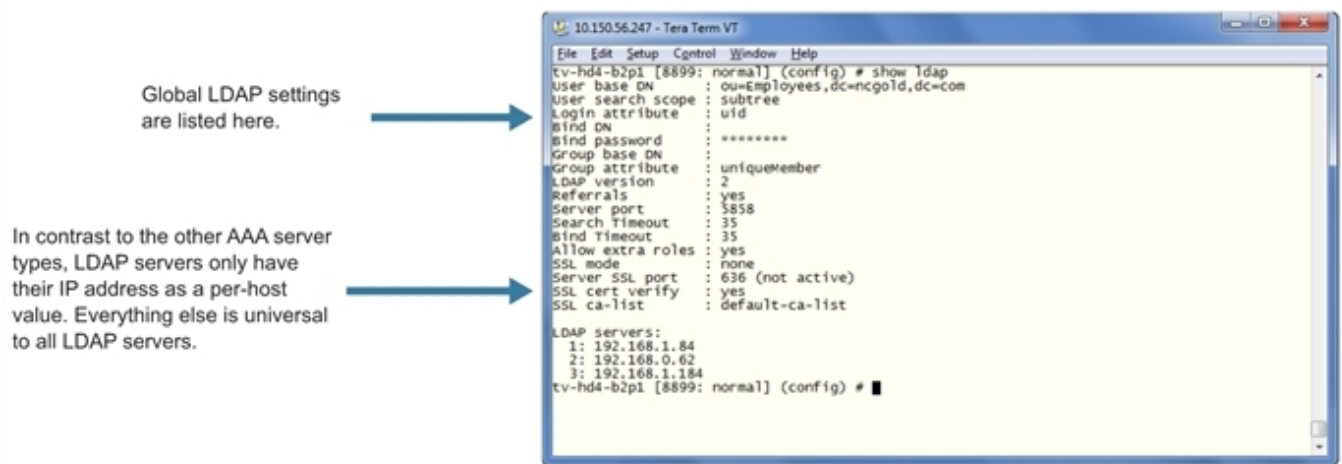 Global LDAP settings
are listed here.
In contrast to the other AAA server
types, LDAP servers only have
their IP address as a per-host
value. Everything else is universal
to all LDAP servers.
10.150.56.247 - Tera Term VT
File Edit Setup Control Window Help
tv-hd4-b2p1 [8899: normal] (config) # show ldap
User base DN : ou=Employees,dc=ncgold,dc=com
User search scope : subtree
Login attribute : uid
Bind DN :
Bind password : ********
Group base DN :
Group attribute : uniqueMember
LDAP version : 2
Referrals : yes
Server port : 5858
Search Timeout : 35
Bind Timeout : 35
Allow extra roles : yes
SSL mode : none
Server SSL port : 636 (not active)
SSL cert verify : yes
SSL ca-list : default-ca-list
LDAP servers:
1: 192.168.1.84
2: 192.168.0.62
3: 192.168.1.184
tv-hd4-b2p1 [8899: normal] (config) #